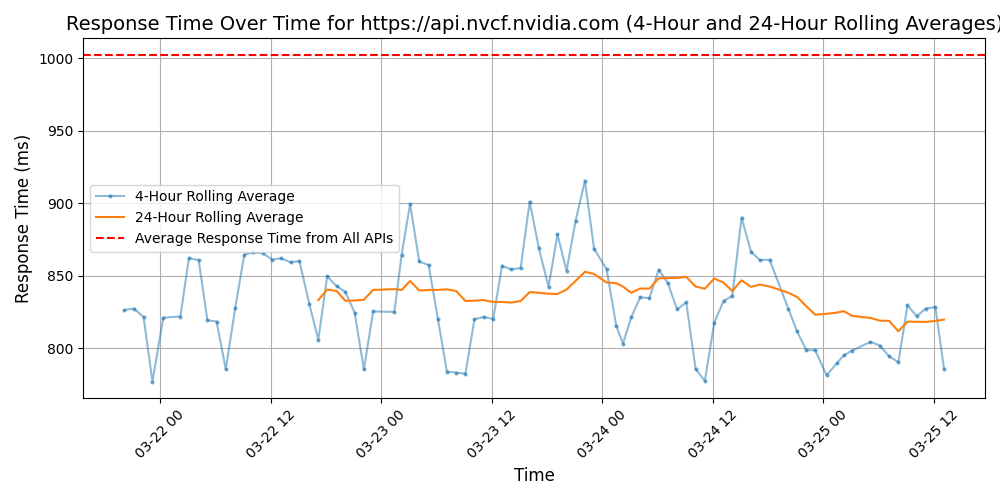 Response Time Over Time for https://api.nvcf.nvidia.com (4-Hour and 24-Hour Rolling Averages)
Response Time (ms)
1000
950
900
850
800
4-Hour Rolling Average
24-Hour Rolling Average
Average Response Time from All APIs
03-22 00
03-22 12
03-23 00
03-23 12
03-24 00
03-24 12
03-25 00
03-25 12
Time